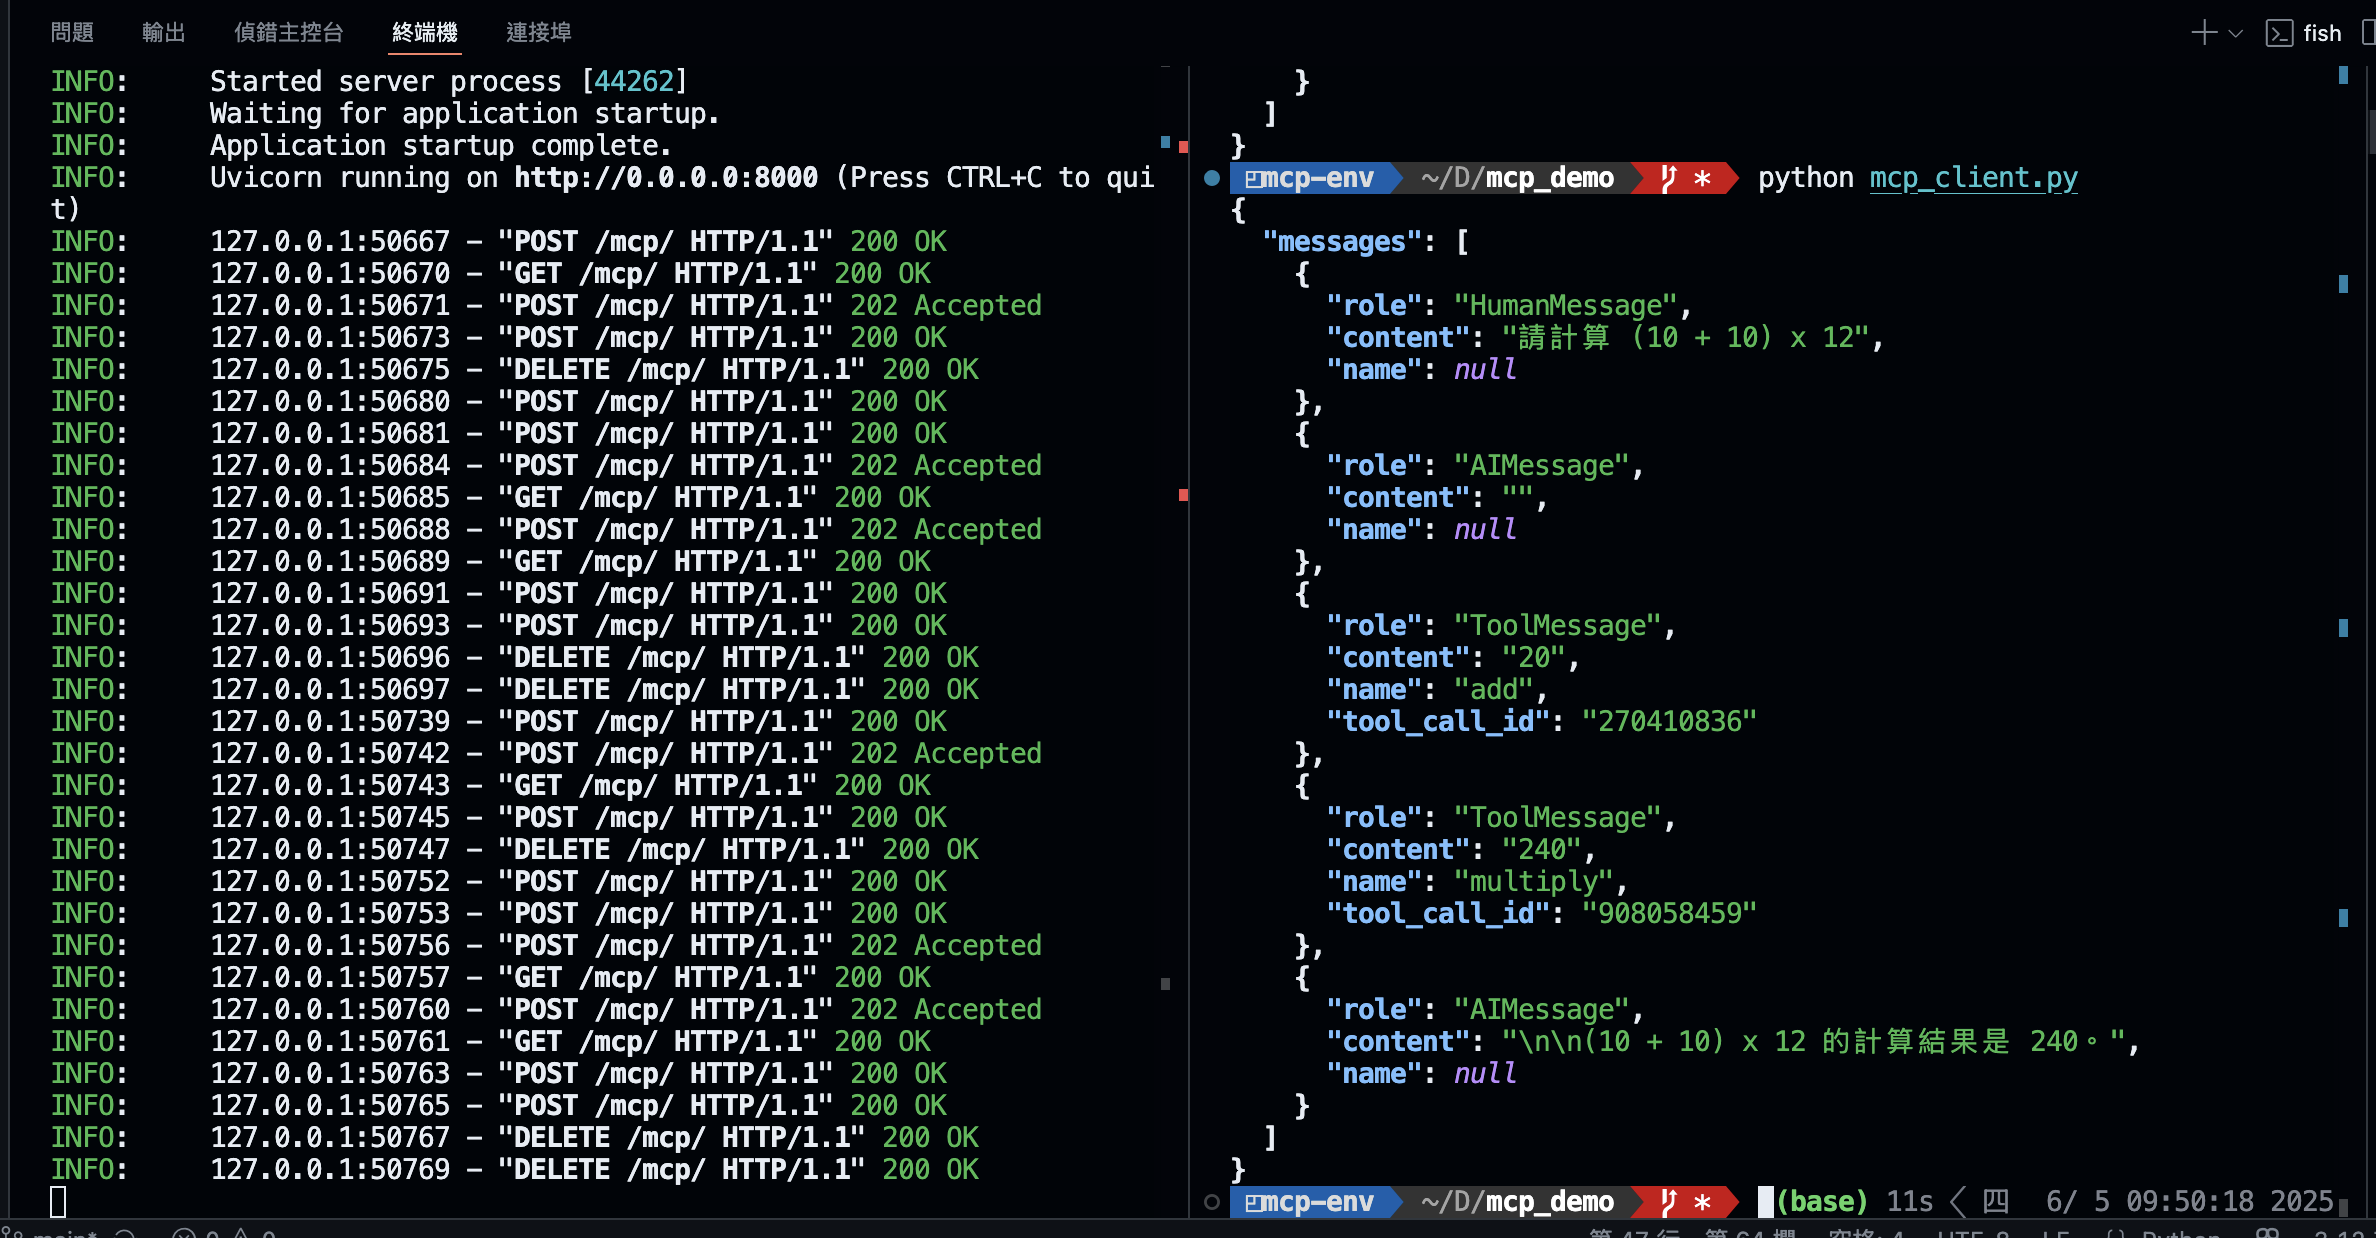 問題 輸出 偵錯主控台 終端機 連接埠 fish
INFO: Started server process [44262]
INFO: Waiting for application startup.
INFO: Application startup complete.
INFO: Uvicorn running on http://0.0.0.0:8000 (Press CTRL+C to qui
t)
INFO: 127.0.0.1:50667 - "POST /mcp/ HTTP/1.1" 200 OK
INFO: 127.0.0.1:50670 - "GET /mcp/ HTTP/1.1" 200 OK
INFO: 127.0.0.1:50671 - "POST /mcp/ HTTP/1.1" 202 Accepted
INFO: 127.0.0.1:50673 - "POST /mcp/ HTTP/1.1" 200 OK
INFO: 127.0.0.1:50675 - "DELETE /mcp/ HTTP/1.1" 200 OK
INFO: 127.0.0.1:50680 - "POST /mcp/ HTTP/1.1" 200 OK
INFO: 127.0.0.1:50681 - "POST /mcp/ HTTP/1.1" 200 OK
INFO: 127.0.0.1:50684 - "POST /mcp/ HTTP/1.1" 202 Accepted
INFO: 127.0.0.1:50685 - "GET /mcp/ HTTP/1.1" 200 OK
INFO: 127.0.0.1:50688 - "POST /mcp/ HTTP/1.1" 202 Accepted
INFO: 127.0.0.1:50689 - "GET /mcp/ HTTP/1.1" 200 OK
INFO: 127.0.0.1:50691 - "POST /mcp/ HTTP/1.1" 200 OK
INFO: 127.0.0.1:50693 - "POST /mcp/ HTTP/1.1" 200 OK
INFO: 127.0.0.1:50696 - "DELETE /mcp/ HTTP/1.1" 200 OK
INFO: 127.0.0.1:50697 - "DELETE /mcp/ HTTP/1.1" 200 OK
INFO: 127.0.0.1:50739 - "POST /mcp/ HTTP/1.1" 200 OK
INFO: 127.0.0.1:50742 - "POST /mcp/ HTTP/1.1" 202 Accepted
INFO: 127.0.0.1:50743 - "GET /mcp/ HTTP/1.1" 200 OK
INFO: 127.0.0.1:50745 - "POST /mcp/ HTTP/1.1" 200 OK
INFO: 127.0.0.1:50747 - "DELETE /mcp/ HTTP/1.1" 200 OK
INFO: 127.0.0.1:50752 - "POST /mcp/ HTTP/1.1" 200 OK
INFO: 127.0.0.1:50753 - "POST /mcp/ HTTP/1.1" 200 OK
INFO: 127.0.0.1:50756 - "POST /mcp/ HTTP/1.1" 202 Accepted
INFO: 127.0.0.1:50757 - "GET /mcp/ HTTP/1.1" 200 OK
INFO: 127.0.0.1:50760 - "POST /mcp/ HTTP/1.1" 202 Accepted
INFO: 127.0.0.1:50761 - "GET /mcp/ HTTP/1.1" 200 OK
INFO: 127.0.0.1:50763 - "POST /mcp/ HTTP/1.1" 200 OK
INFO: 127.0.0.1:50765 - "POST /mcp/ HTTP/1.1" 200 OK
INFO: 127.0.0.1:50767 - "DELETE /mcp/ HTTP/1.1" 200 OK
INFO: 127.0.0.1:50769 - "DELETE /mcp/ HTTP/1.1" 200 OK
}
]
}
mcp-env ~/D/mcp_demo * python mcp_client.py
{
"messages": [
{
"role": "HumanMessage",
"content": "請計算 (10 + 10) x 12",
"name": null
},
{
"role": "AIMessage",
"content": "",
"name": null
},
{
"role": "ToolMessage",
"content": "20",
"name": "add",
"tool_call_id": "270410836"
},
{
"role": "ToolMessage",
"content": "240",
"name": "multiply",
"tool_call_id": "908058459"
},
{
"role": "AIMessage",
"content": "\n\n(10 + 10) x 12 的計算結果是 240。",
"name": null
}
]
}
mcp-env ~/D/mcp_demo * (base) 11s 四 6/ 5 09:50:18 2025